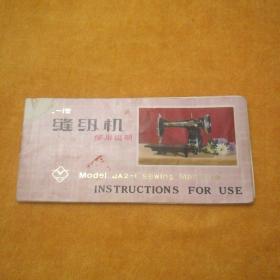 缝纫机
使用说明
Model JA2-1 Sewing Machine
INSTRUCTIONS FOR USE